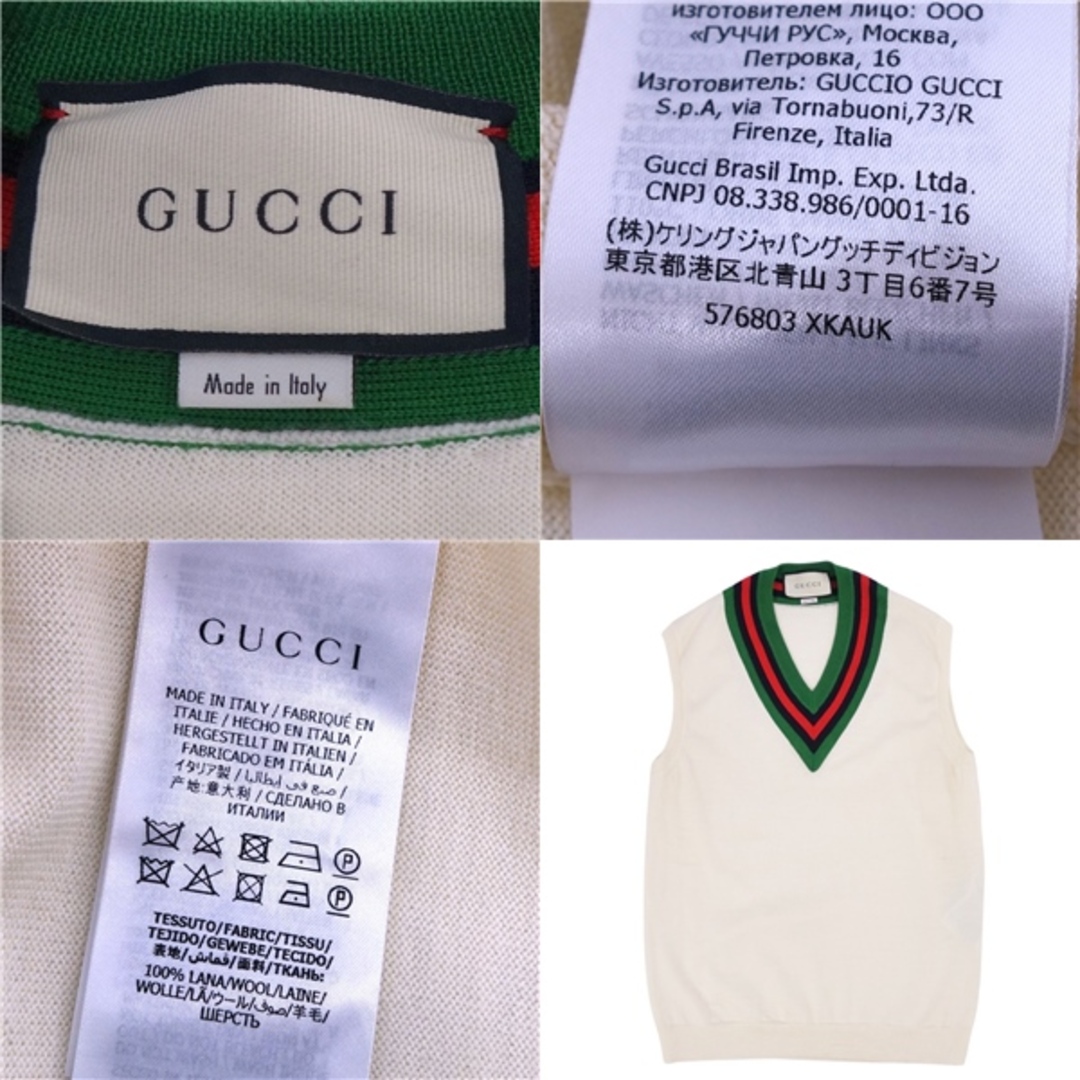 GUCCI
Made in Italy
изготовителем лицо: ООО
«ГУЧЧИ РУС», Москва,
Петровка, 16
Изготовитель: GUCCIO GUCCI
S.p.A, via Tornabuoni,73/R
Firenze, Italia
Gucci Brasil Imp. Exp. Ltda.
CNPJ 08.338.986/0001-16
(株)ケリングジャパングッチディビジョン
東京都港区北青山 3丁目6番7号
576803 XKAUK
GUCCI
MADE IN ITALY / FABRIQUÉ EN
ITALIE / HECHO EN ITALIA /
HERGESTELLT IN ITALIEN /
FABRICADO EM ITÁLIA /
イタリア製 / صنع في إيطاليا /
产地:意大利 / СДЕЛАНО В
ИТАЛИИ
P
P
TESSUTO/FABRIC/TISSU/
TEJIDO/GEWEBE/TECIDO/
表地/قماش/面料/ТКАНЬ:
100% LANA/WOOL/LAINE/
WOLLE/LÃ/ウール/صوف/羊毛/
ШЕРСТЬ
GUCCI